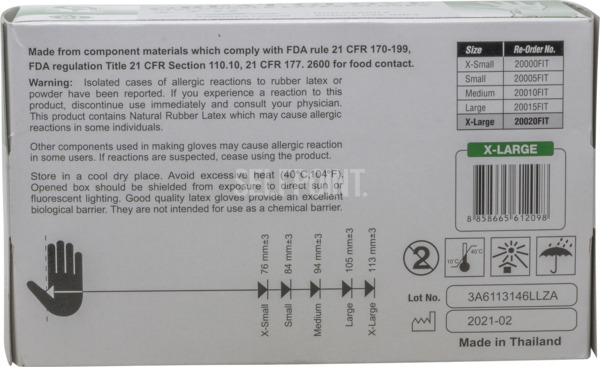 Made from component materials which comply with FDA rule 21 CFR 170-199,
FDA regulation Title 21 CFR Section 110.10, 21 CFR 177. 2600 for food contact.
Warning: Isolated cases of allergic reactions to rubber latex or
powder have been reported. If you experience a reaction to this
product, discontinue use immediately and consult your physician.
This product contains Natural Rubber Latex which may cause allergic
reactions in some individuals.
Other components used in making gloves may cause allergic reaction
in some users. If reactions are suspected, cease using the product.
Store in a cool dry place. Avoid excessive heat (40°C,104°F).
Opened box should be shielded from exposure to direct sun or
fluorescent lighting. Good quality latex gloves provide an excellent
biological barrier. They are not intended for use as a chemical barrier.
Size Re-Order No.
X-Small 20000FIT
Small 20005FIT
Medium 20010FIT
Large 20015FIT
X-Large 20020FIT
X-LARGE
8 858665 612098
76 mm±3
84 mm±3
94 mm±3
105 mm±3
113 mm±3
X-Small
Small
Medium
Large
X-Large
2
10°C
40°C
Lot No. 3A6113146LLZA
2021-02
Made in Thailand